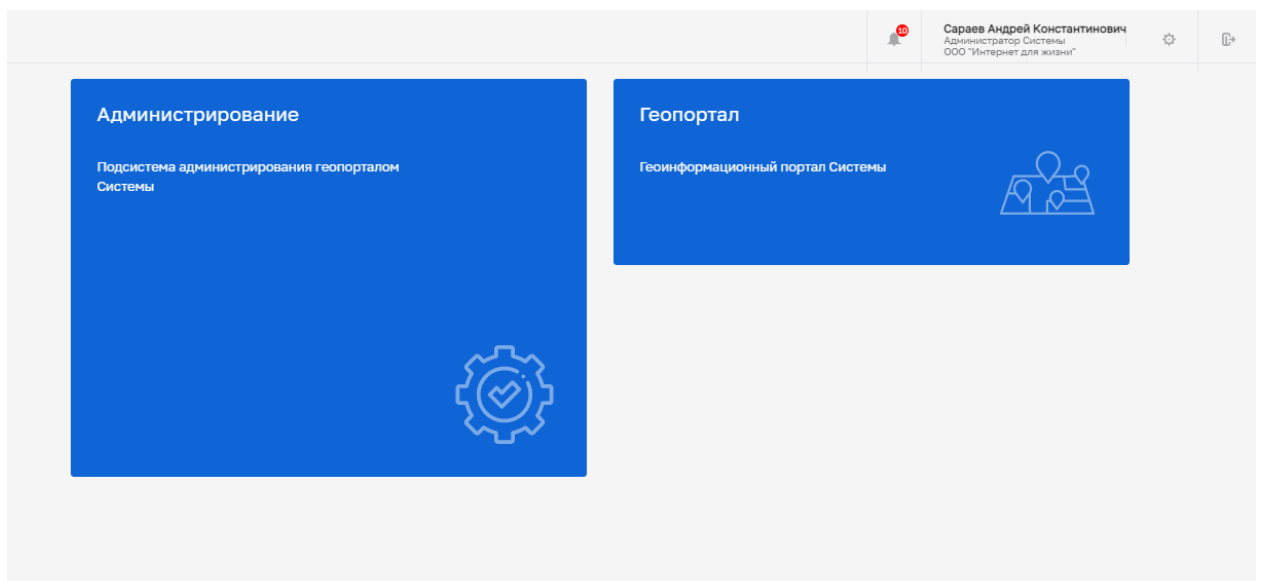 10
Сараев Андрей Константинович
Администратор Системы
ООО "Интернет для жизни"
Администрирование
Подсистема администрирования геопорталом
Системы
Геопортал
Геоинформационный портал Системы